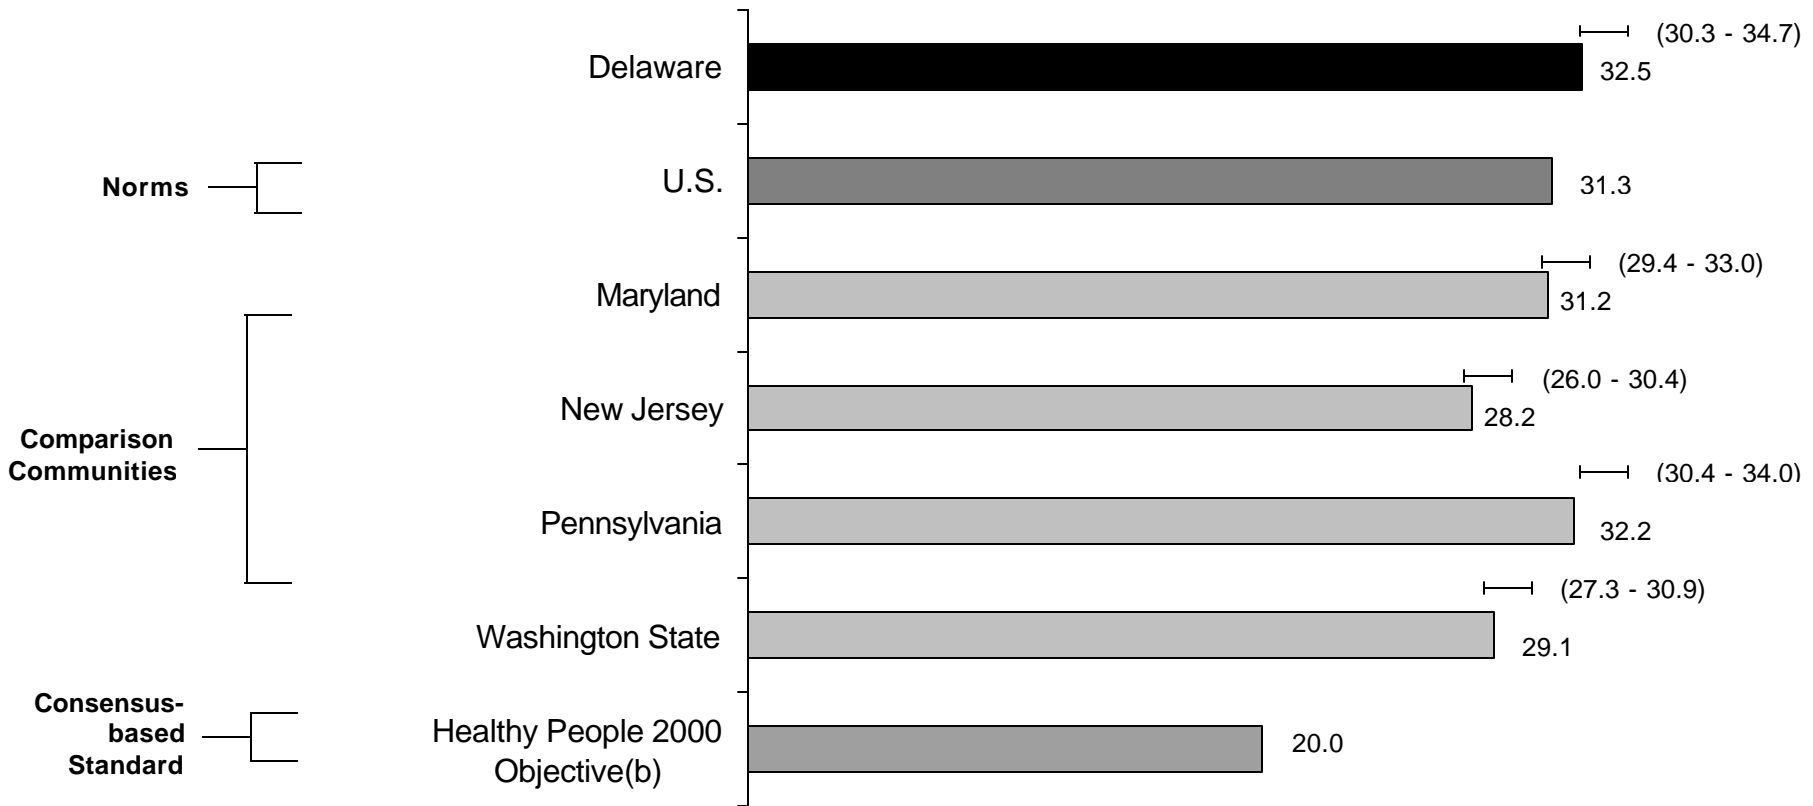 (30.3 - 34.7)
Delaware
32.5
Norms
U.S.
31.3
(29.4 - 33.0)
Maryland
31.2
(26.0 - 30.4)
New Jersey
28.2
Comparison
Communities
(30.4 - 34.0)
Pennsylvania
32.2
(27.3 - 30.9)
Washington State
29.1
Consensus-
based
Standard
Healthy People 2000
Objective(b)
20.0